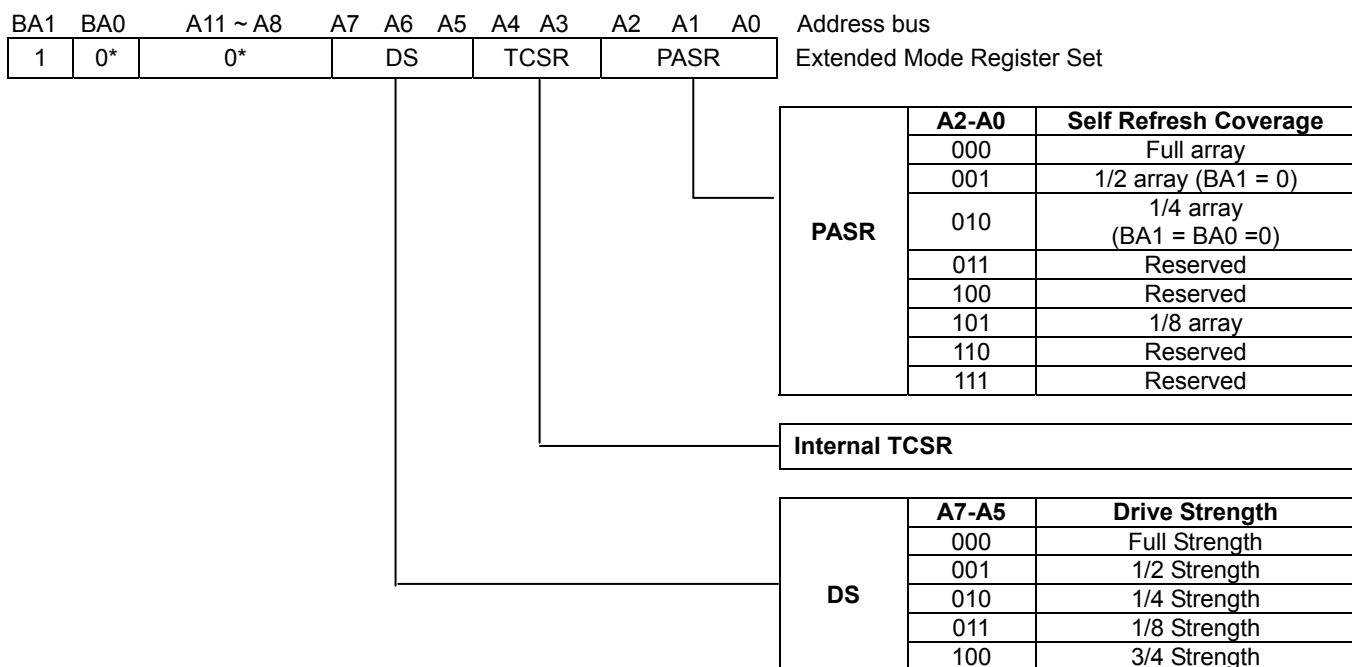 BA1 BA0 A11 ~ A8 A7 A6 A5 A4 A3 A2 A1 A0 Address bus
1 0* 0* DS TCSR PASR Extended Mode Register Set
PASR
A2-A0 Self Refresh Coverage
000 Full array
001 1/2 array (BA1 = 0)
010 1/4 array
(BA1 = BA0 =0)
011 Reserved
100 Reserved
101 1/8 array
110 Reserved
111 Reserved
Internal TCSR
DS
A7-A5 Drive Strength
000 Full Strength
001 1/2 Strength
010 1/4 Strength
011 1/8 Strength
100 3/4 Strength